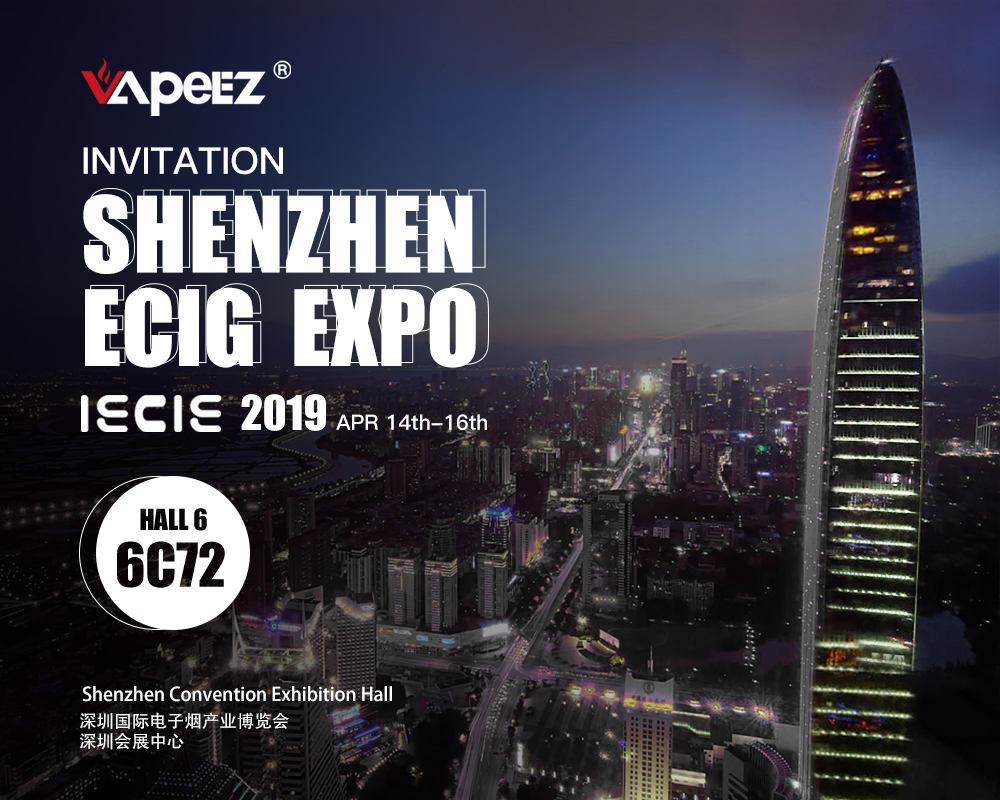 VAPEEZ®
INVITATION
SHENZHEN
ECIG EXPO
IECIE 2019 APR 14th-16th
HALL 6
6C72
Shenzhen Convention Exhibition Hall
深圳国际电子烟产业博览会
深圳会展中心